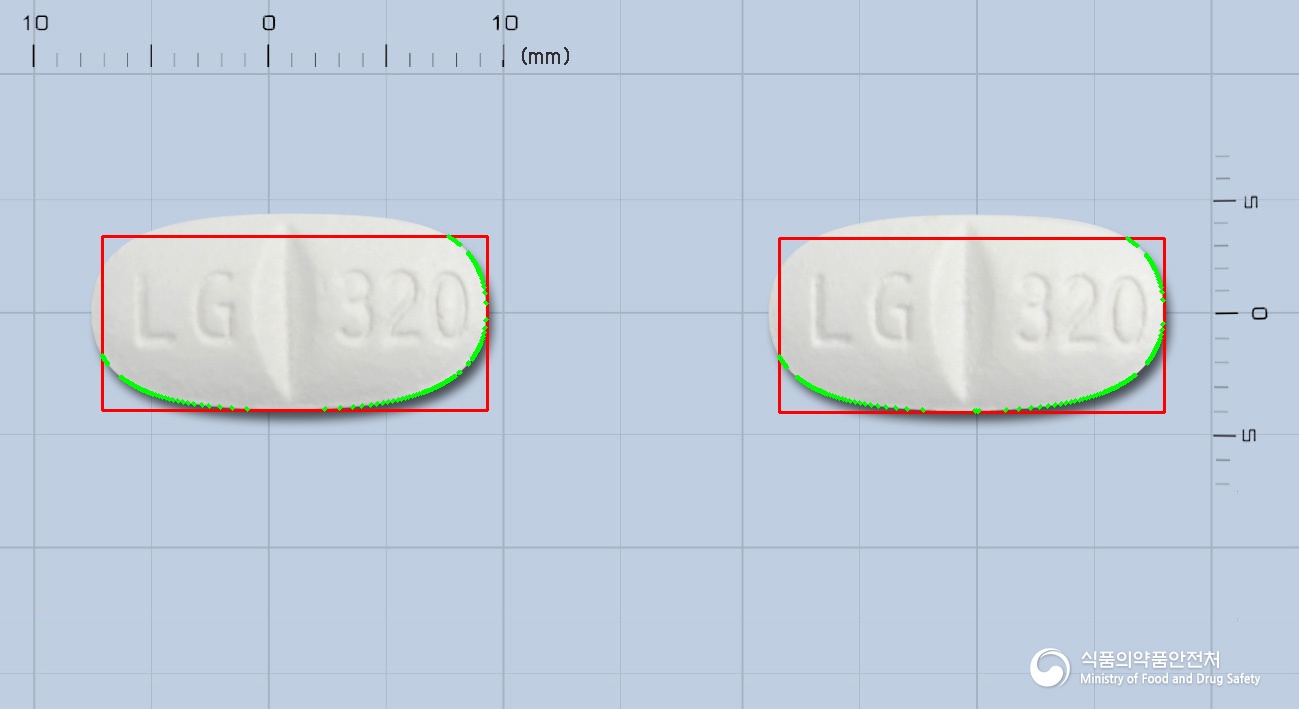 10 0 10
(mm)
5
LG 320
LG 320
0
5
식품의약품안전처
Ministry of Food and Drug Safety